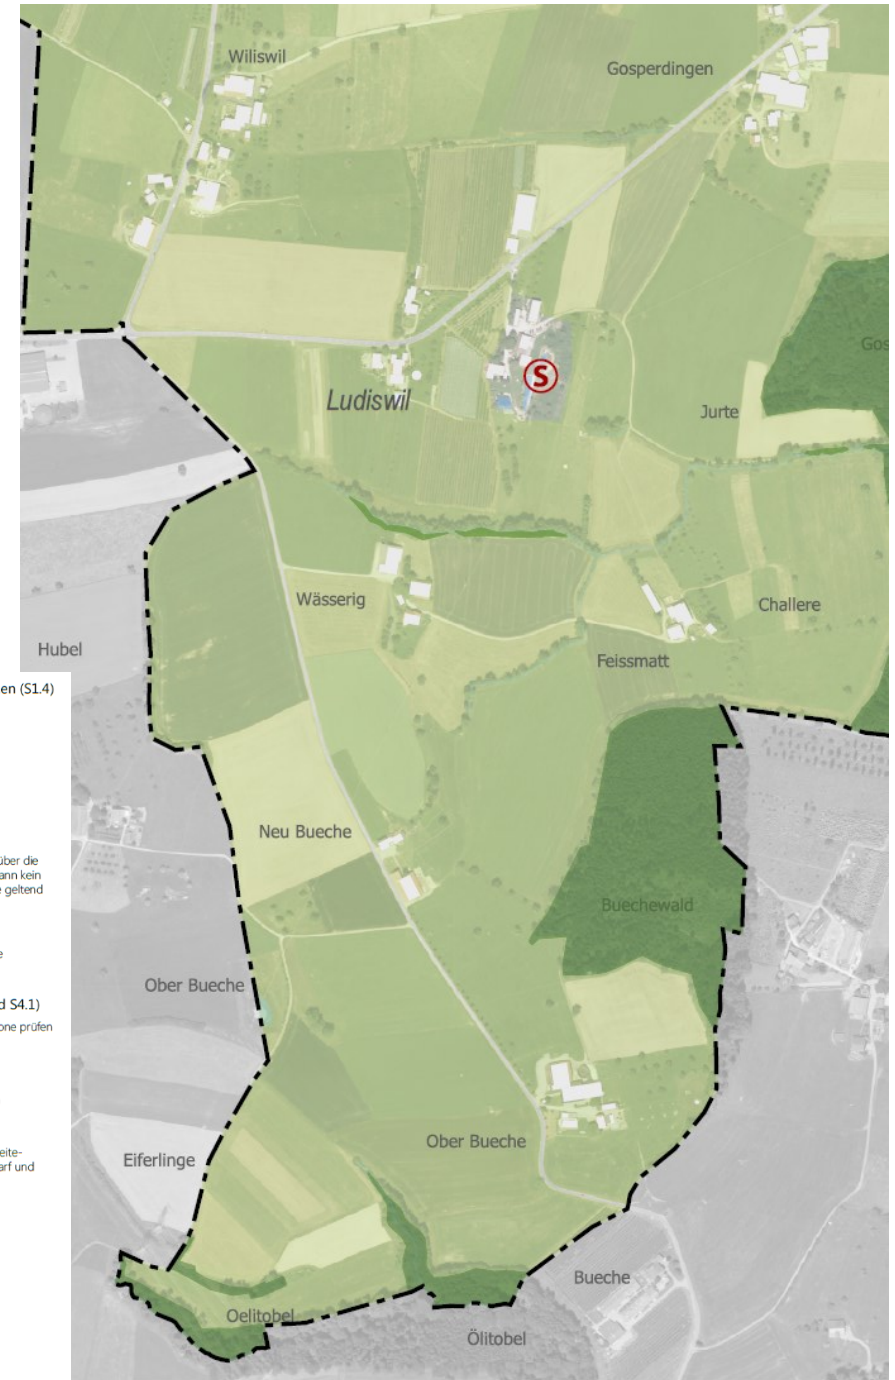 Wiliswil
Gosperdingen
Gos
S
Ludiswil
Jurte
Wässerig
Challere
Hubel
Feissmatt
en (S1.4)
Neu Bueche
über die
ann kein
geltend
Buechewald
Ober Bueche
d S4.1)
one prüfen
Ober Bueche
eite-
arf und
Eiferlinge
Bueche
Oelitobel
Ölitobel